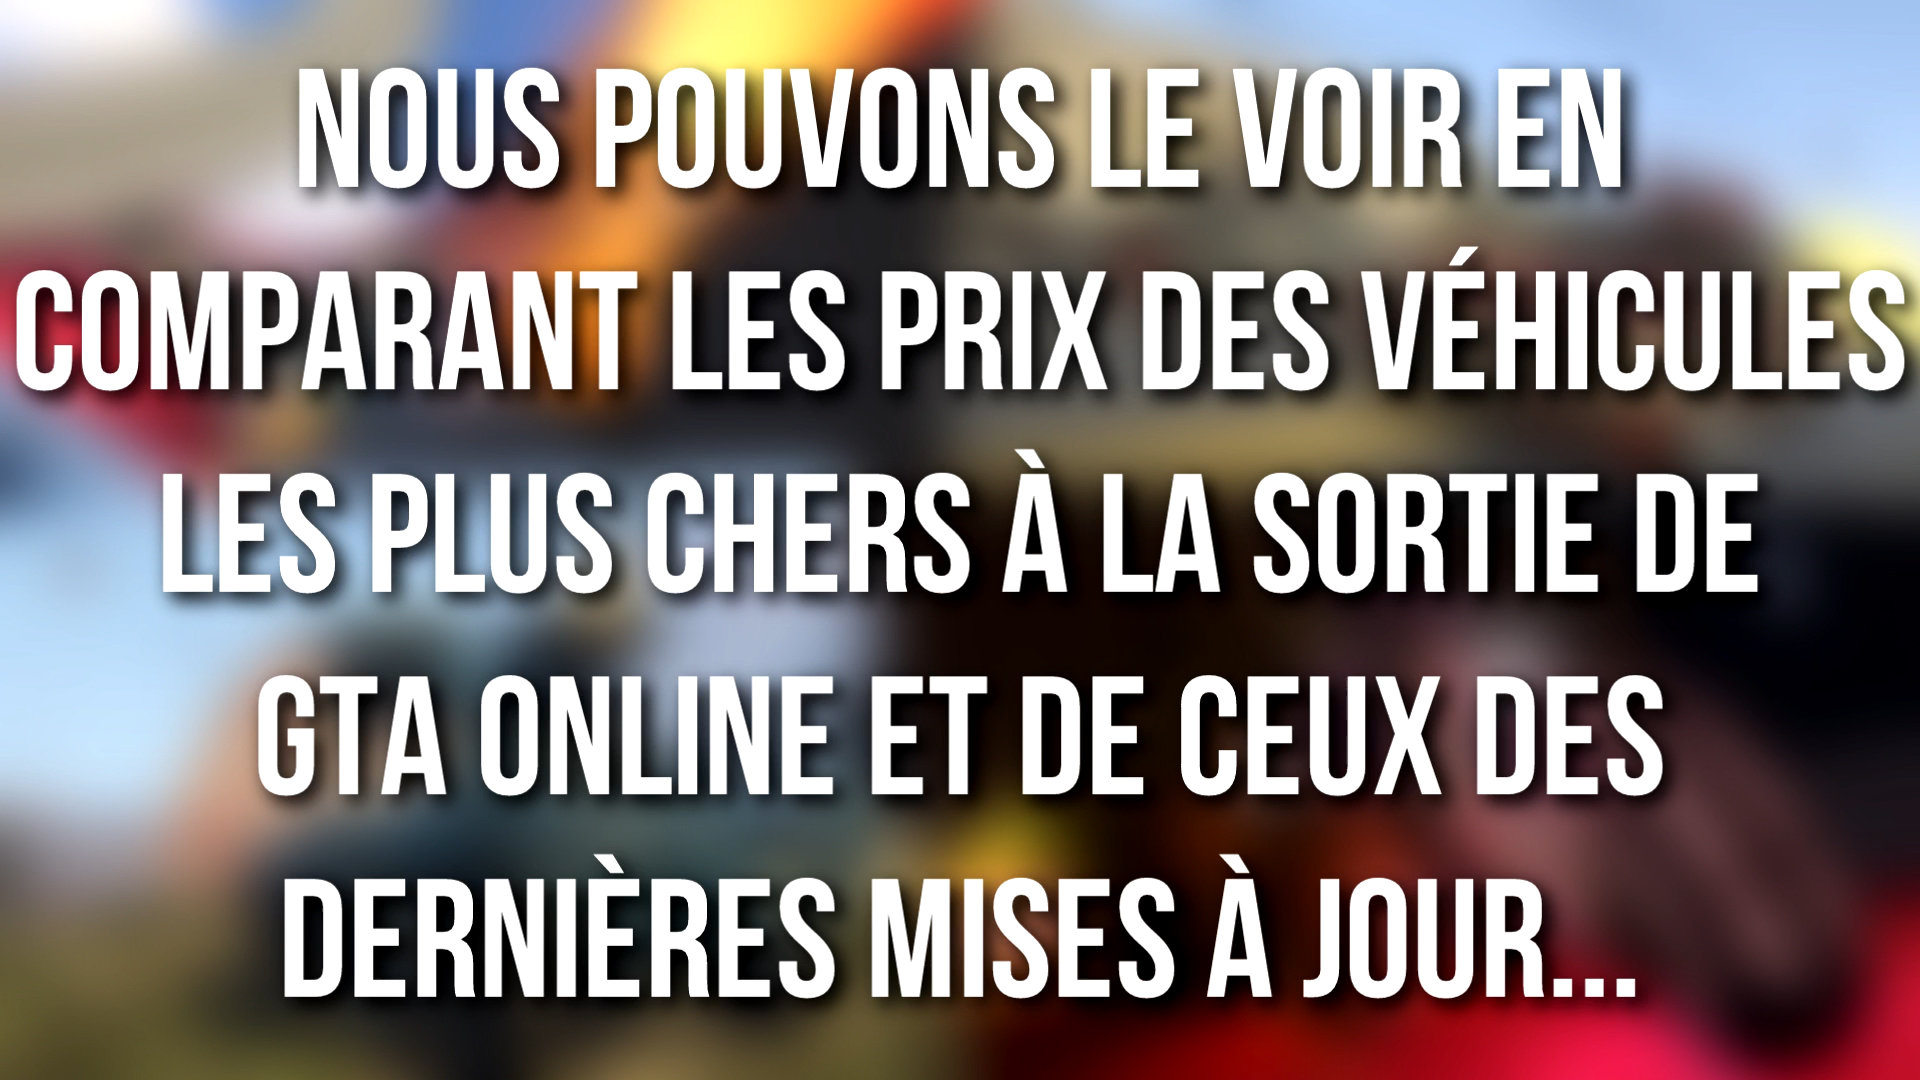 NOUS POUVONS LE VOIR EN
COMPARANT LES PRIX DES VÉHICULES
LES PLUS CHERS À LA SORTIE DE
GTA ONLINE ET DE CEUX DES
DERNIÈRES MISES À JOUR...